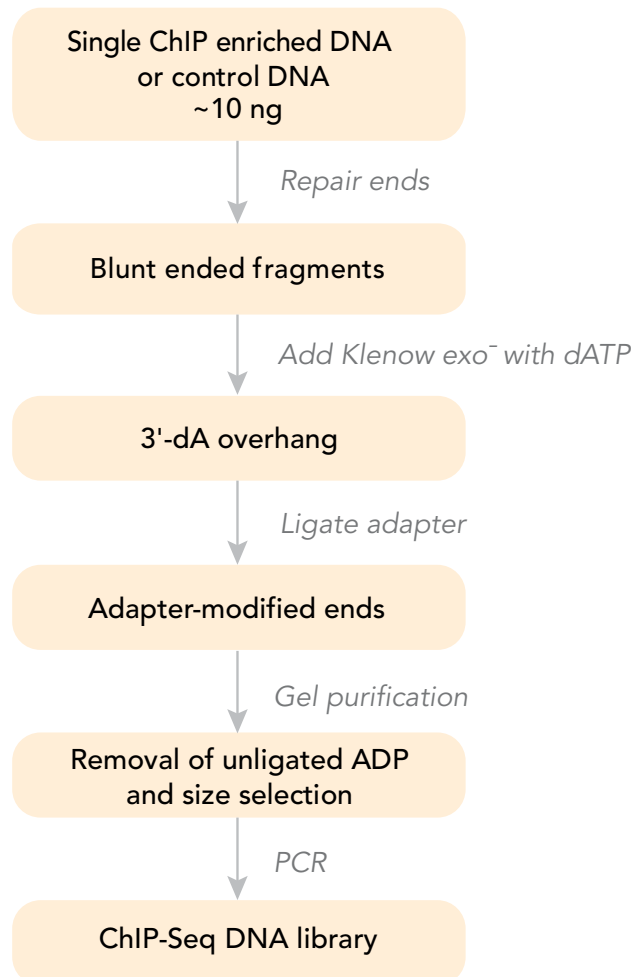 Single ChIP enriched DNA
or control DNA
~10 ng
Repair ends
Blunt ended fragments
Add Klenow exo⁻ with dATP
3'-dA overhang
Ligate adapter
Adapter-modified ends
Gel purification
Removal of unligated ADP
and size selection
PCR
ChIP-Seq DNA library